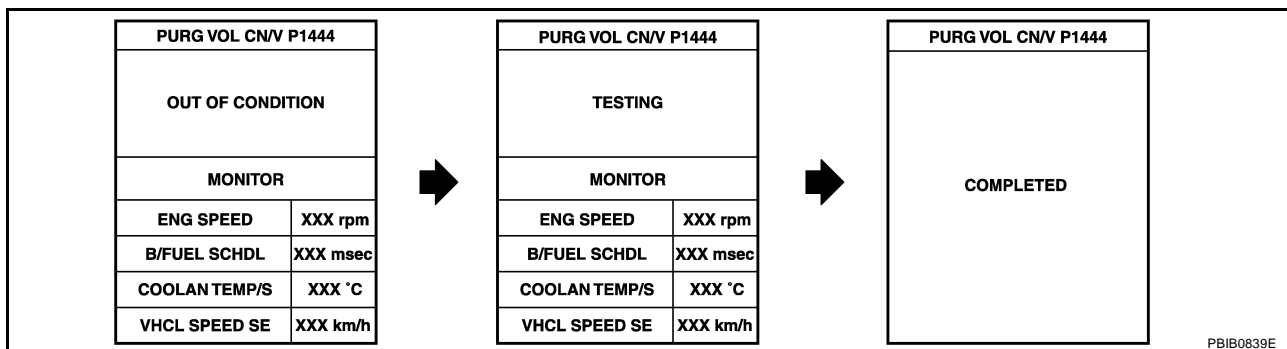 PURG VOL CN/V P1444
OUT OF CONDITION
MONITOR
ENG SPEED XXX rpm
B/FUEL SCHDL XXX msec
COOLAN TEMP/S XXX °C
VHCL SPEED SE XXX km/h
PURG VOL CN/V P1444
TESTING
MONITOR
ENG SPEED XXX rpm
B/FUEL SCHDL XXX msec
COOLAN TEMP/S XXX °C
VHCL SPEED SE XXX km/h
PURG VOL CN/V P1444
COMPLETED
PBIB0839E